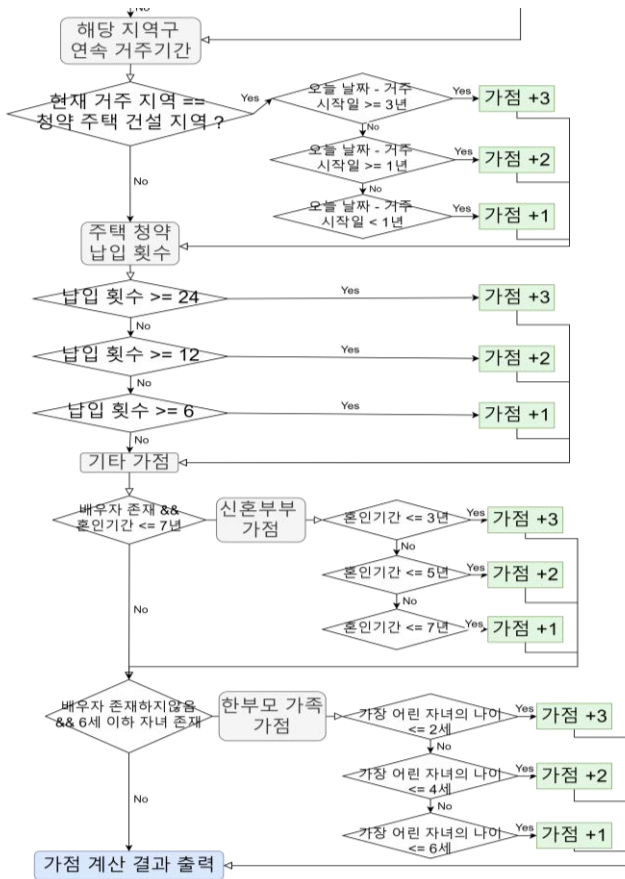 No
해당 지역구
연속 거주기간
현재 거주 지역 ==
청약 주택 건설 지역 ?
Yes
오늘 날짜 - 거주
시작일 >= 3년
Yes
가점 +3
No
오늘 날짜 - 거주
시작일 >= 1년
Yes
가점 +2
No
No
오늘 날짜 - 거주
시작일 < 1년
Yes
가점 +1
주택 청약
납입 횟수
납입 횟수 >= 24
Yes
가점 +3
No
납입 횟수 >= 12
Yes
가점 +2
No
납입 횟수 >= 6
Yes
가점 +1
No
기타 가점
배우자 존재 &&
혼인기간 <= 7년
신혼부부
가점
혼인기간 <= 3년
Yes
가점 +3
No
혼인기간 <= 5년
Yes
가점 +2
No
No
혼인기간 <= 7년
Yes
가점 +1
배우자 존재하지않음
&& 6세 이하 자녀 존재
한부모 가족
가점
가장 어린 자녀의 나이
<= 2세
Yes
가점 +3
No
가장 어린 자녀의 나이
<= 4세
Yes
가점 +2
No
No
가장 어린 자녀의 나이
<= 6세
Yes
가점 +1
가점 계산 결과 출력